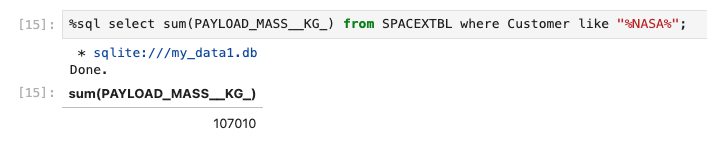 [15]: %sql select sum(PAYLOAD_MASS__KG_) from SPACEXTBL where Customer like "%NASA%";
* sqlite:///my_data1.db
Done.
[15]: sum(PAYLOAD_MASS__KG_)
107010